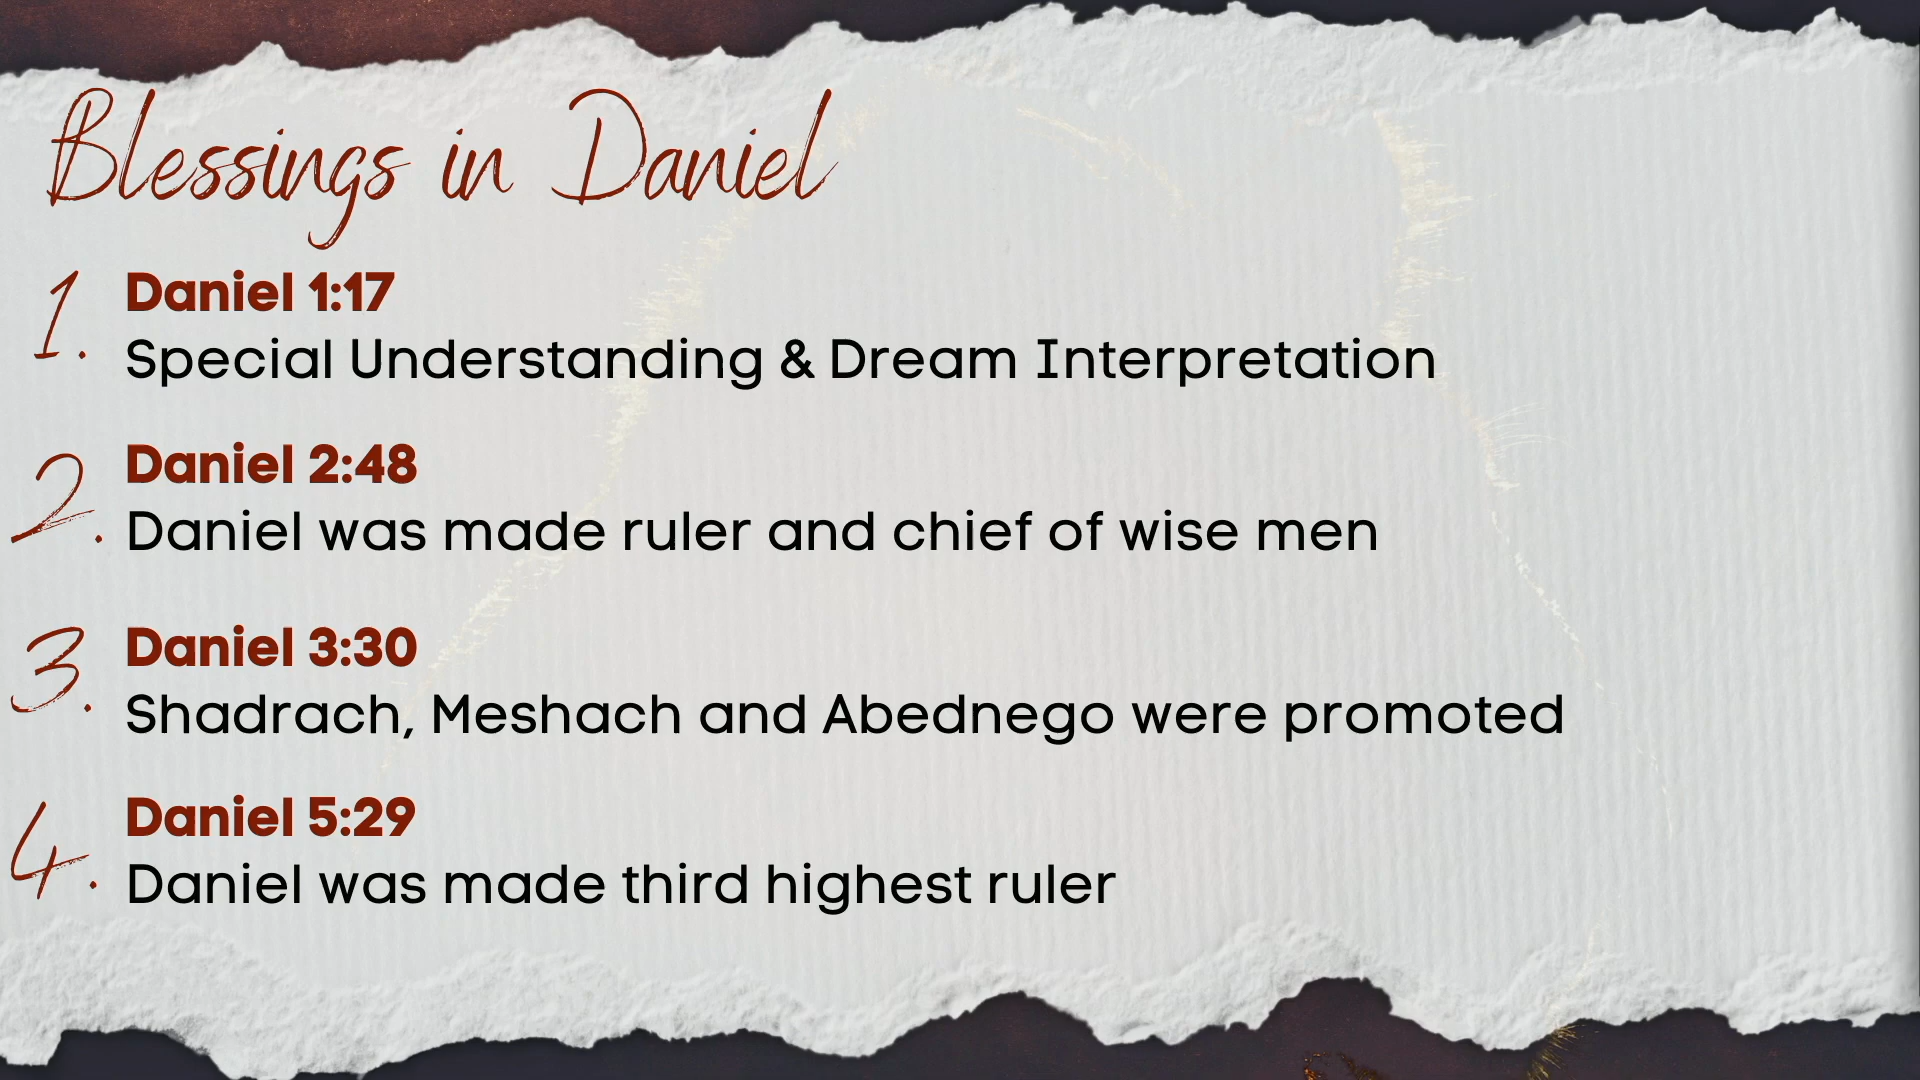 Blessings in Daniel
1. Daniel 1:17
Special Understanding & Dream Interpretation
2. Daniel 2:48
Daniel was made ruler and chief of wise men
3. Daniel 3:30
Shadrach, Meshach and Abednego were promoted
4. Daniel 5:29
Daniel was made third highest ruler